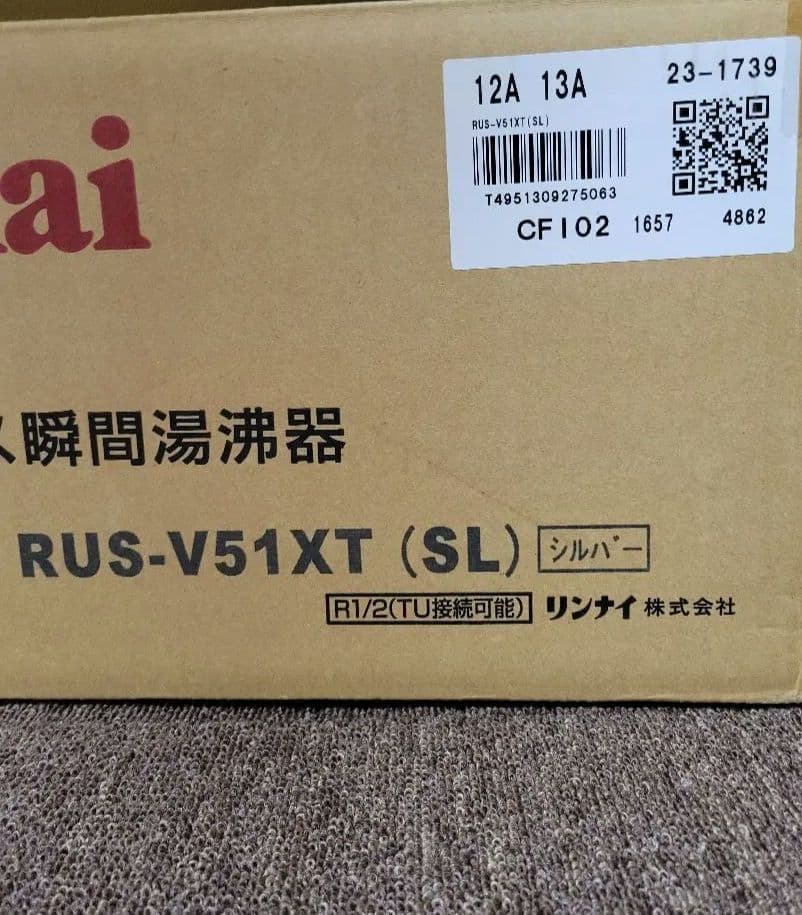 12A 13A 23-1739
RUS-V51XT(SL)
T4951309275063
CFI02 1657 4862
ai
瞬間湯沸器
RUS-V51XT (SL) シルバー
R1/2(TU接続可能) リンナイ株式会社